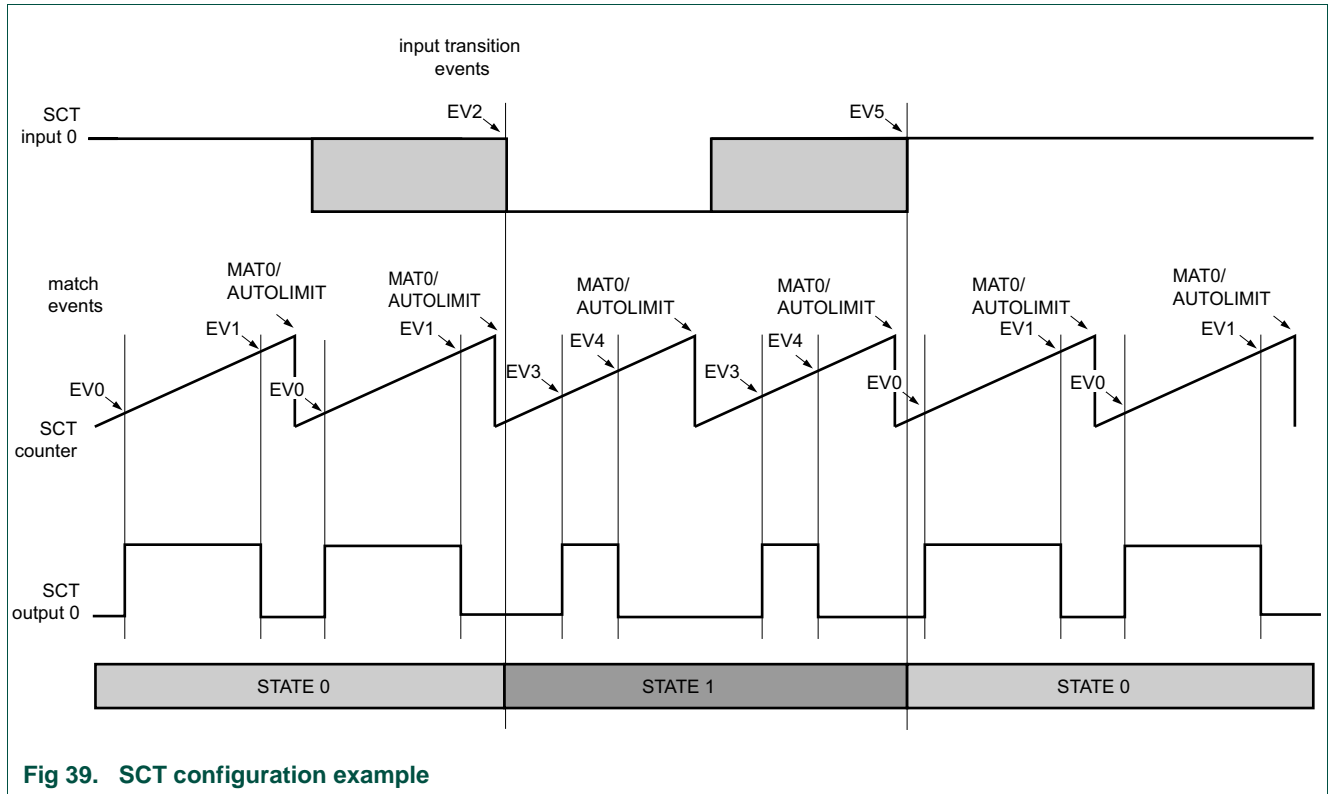 input transition
events
SCT
input 0
EV2
EV5
match
events
MAT0/
AUTOLIMIT
MAT0/
AUTOLIMIT
MAT0/
AUTOLIMIT
MAT0/
AUTOLIMIT
MAT0/
AUTOLIMIT
MAT0/
AUTOLIMIT
EV0
EV1
EV0
EV1
EV3
EV4
EV3
EV4
EV0
EV1
EV0
EV1
SCT
counter
SCT
output 0
STATE 0
STATE 1
STATE 0
Fig 39. SCT configuration example